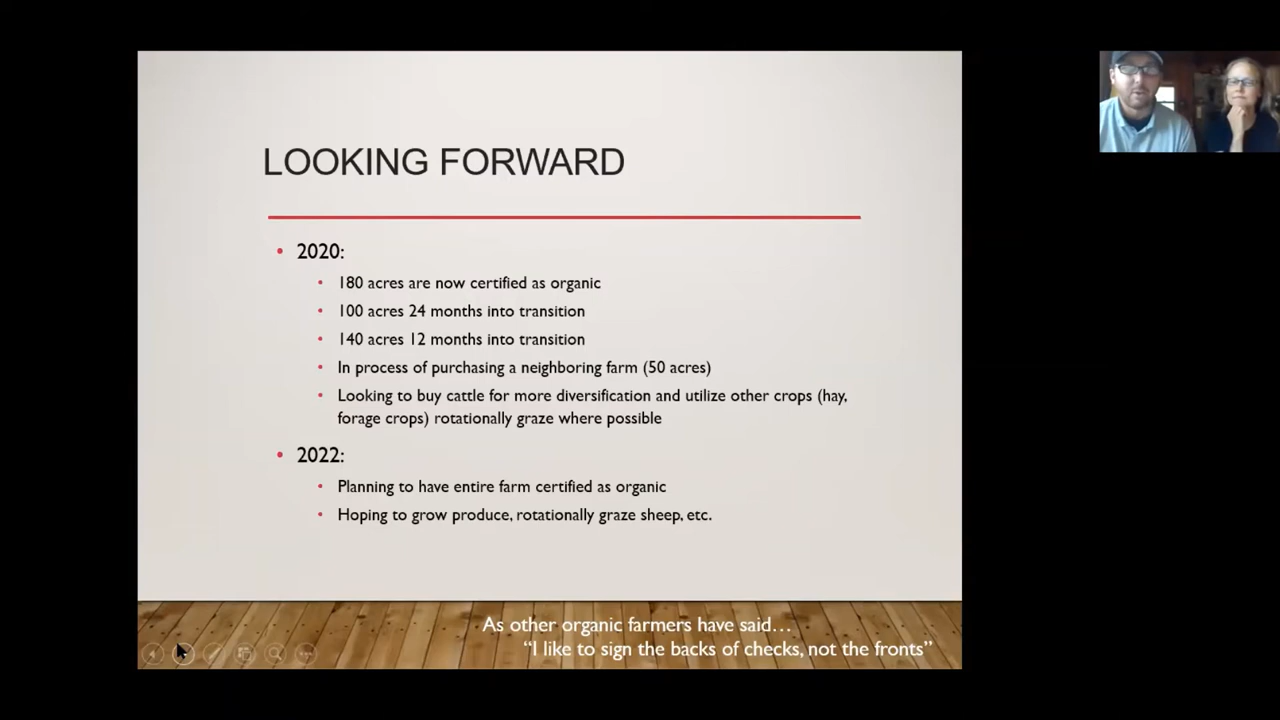 LOOKING FORWARD
• 2020:
• 180 acres are now certified as organic
• 100 acres 24 months into transition
• 140 acres 12 months into transition
• In process of purchasing a neighboring farm (50 acres)
• Looking to buy cattle for more diversification and utilize other crops (hay,
forage crops) rotationally graze where possible
• 2022:
• Planning to have entire farm certified as organic
• Hoping to grow produce, rotationally graze sheep, etc.
As other organic farmers have said…
“I like to sign the backs of checks, not the fronts”